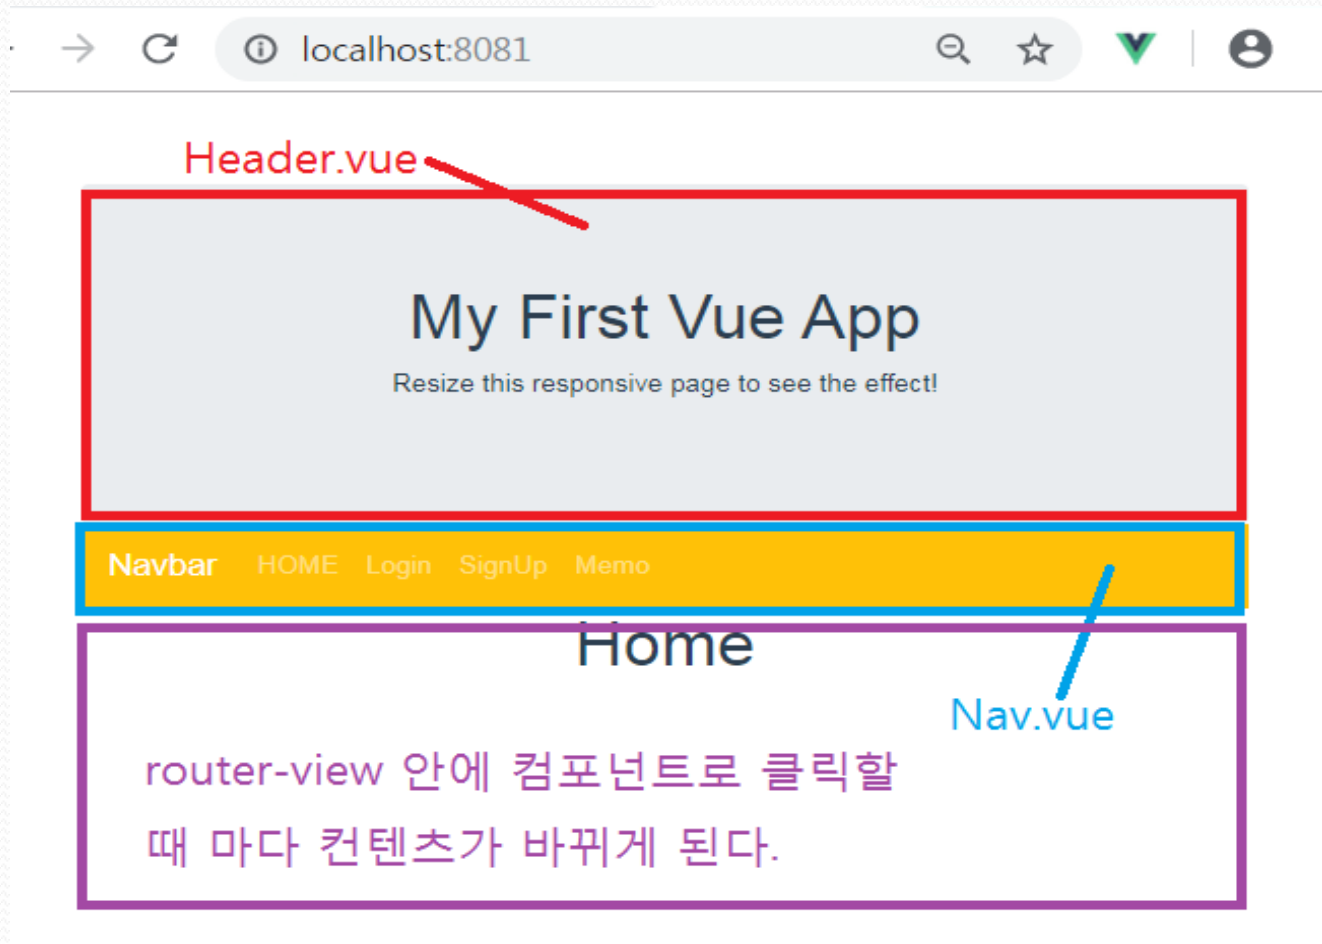 localhost:8081
Header.vue
My First Vue App
Resize this responsive page to see the effect!
Navbar HOME Login SignUp Memo
Home
Nav.vue
router-view 안에 컴포넌트로 클릭할
때 마다 컨텐츠가 바뀌게 된다.